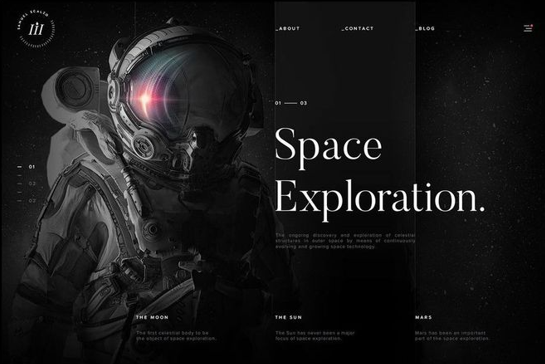 _ABOUT
_CONTACT
_BLOG
01 03
Space
Exploration.
The ongoing discovery and exploration of celestial
structures in outer space by means of continuously
evolving and growing space technology.
01
02
03
THE MOON
The first celestial body to be
the object of space exploration.
THE SUN
The Sun has never been a major
focus of space exploration.
MARS
Mars has been an important
part of the space exploration.